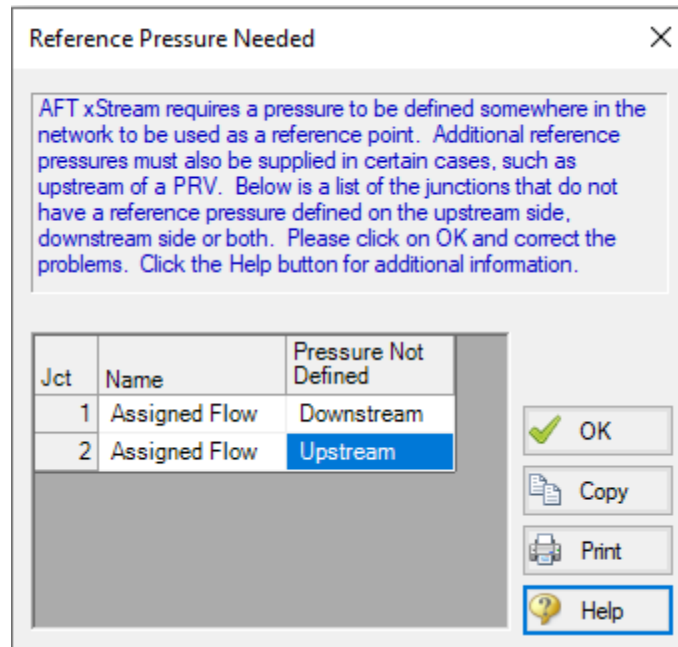 Reference Pressure Needed
AFT xStream requires a pressure to be defined somewhere in the
network to be used as a reference point. Additional reference
pressures must also be supplied in certain cases, such as
upstream of a PRV. Below is a list of the junctions that do not
have a reference pressure defined on the upstream side,
downstream side or both. Please click on OK and correct the
problems. Click the Help button for additional information.
Jct Name Pressure Not Defined
1 Assigned Flow Downstream
2 Assigned Flow Upstream
OK
Copy
Print
Help